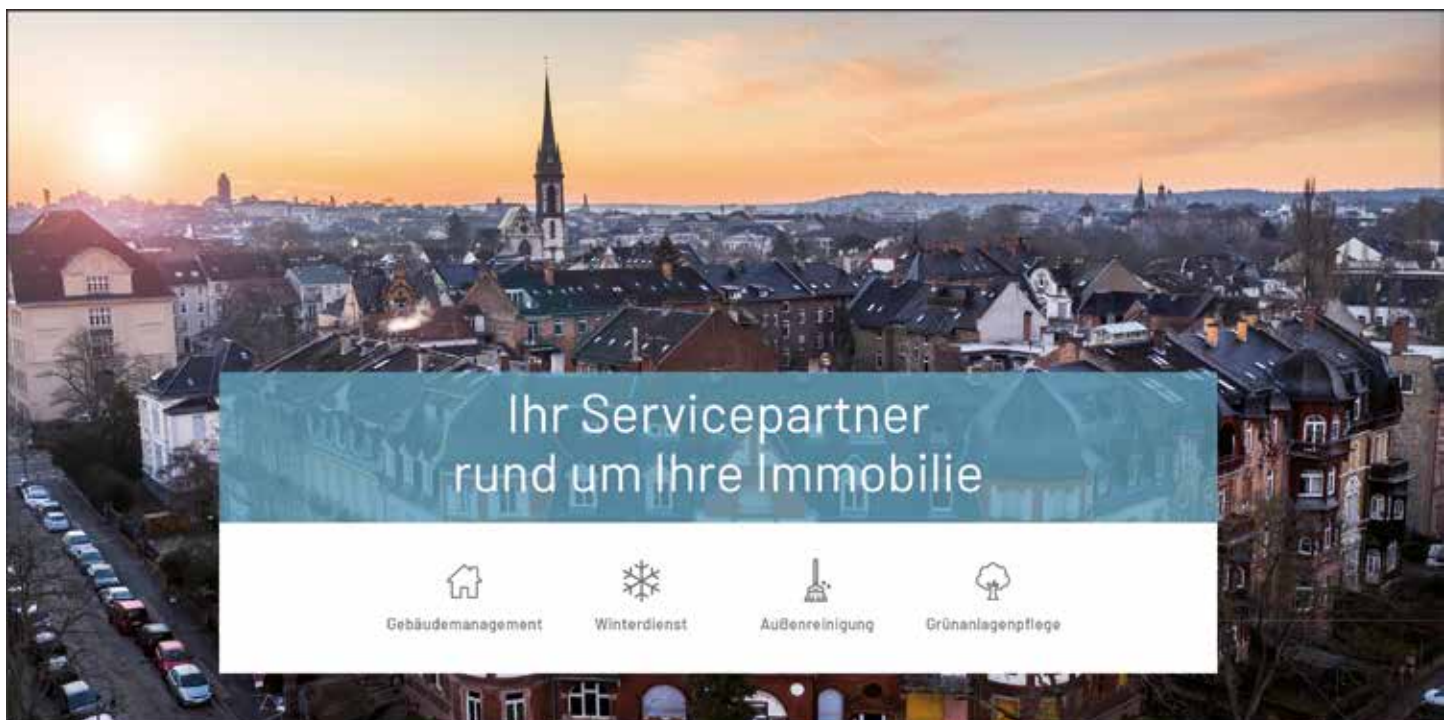 Ihr Servicepartner
rund um Ihre Immobilie
Gebäudemanagement
Winterdienst
Außenreinigung
Grünanlagenpflege